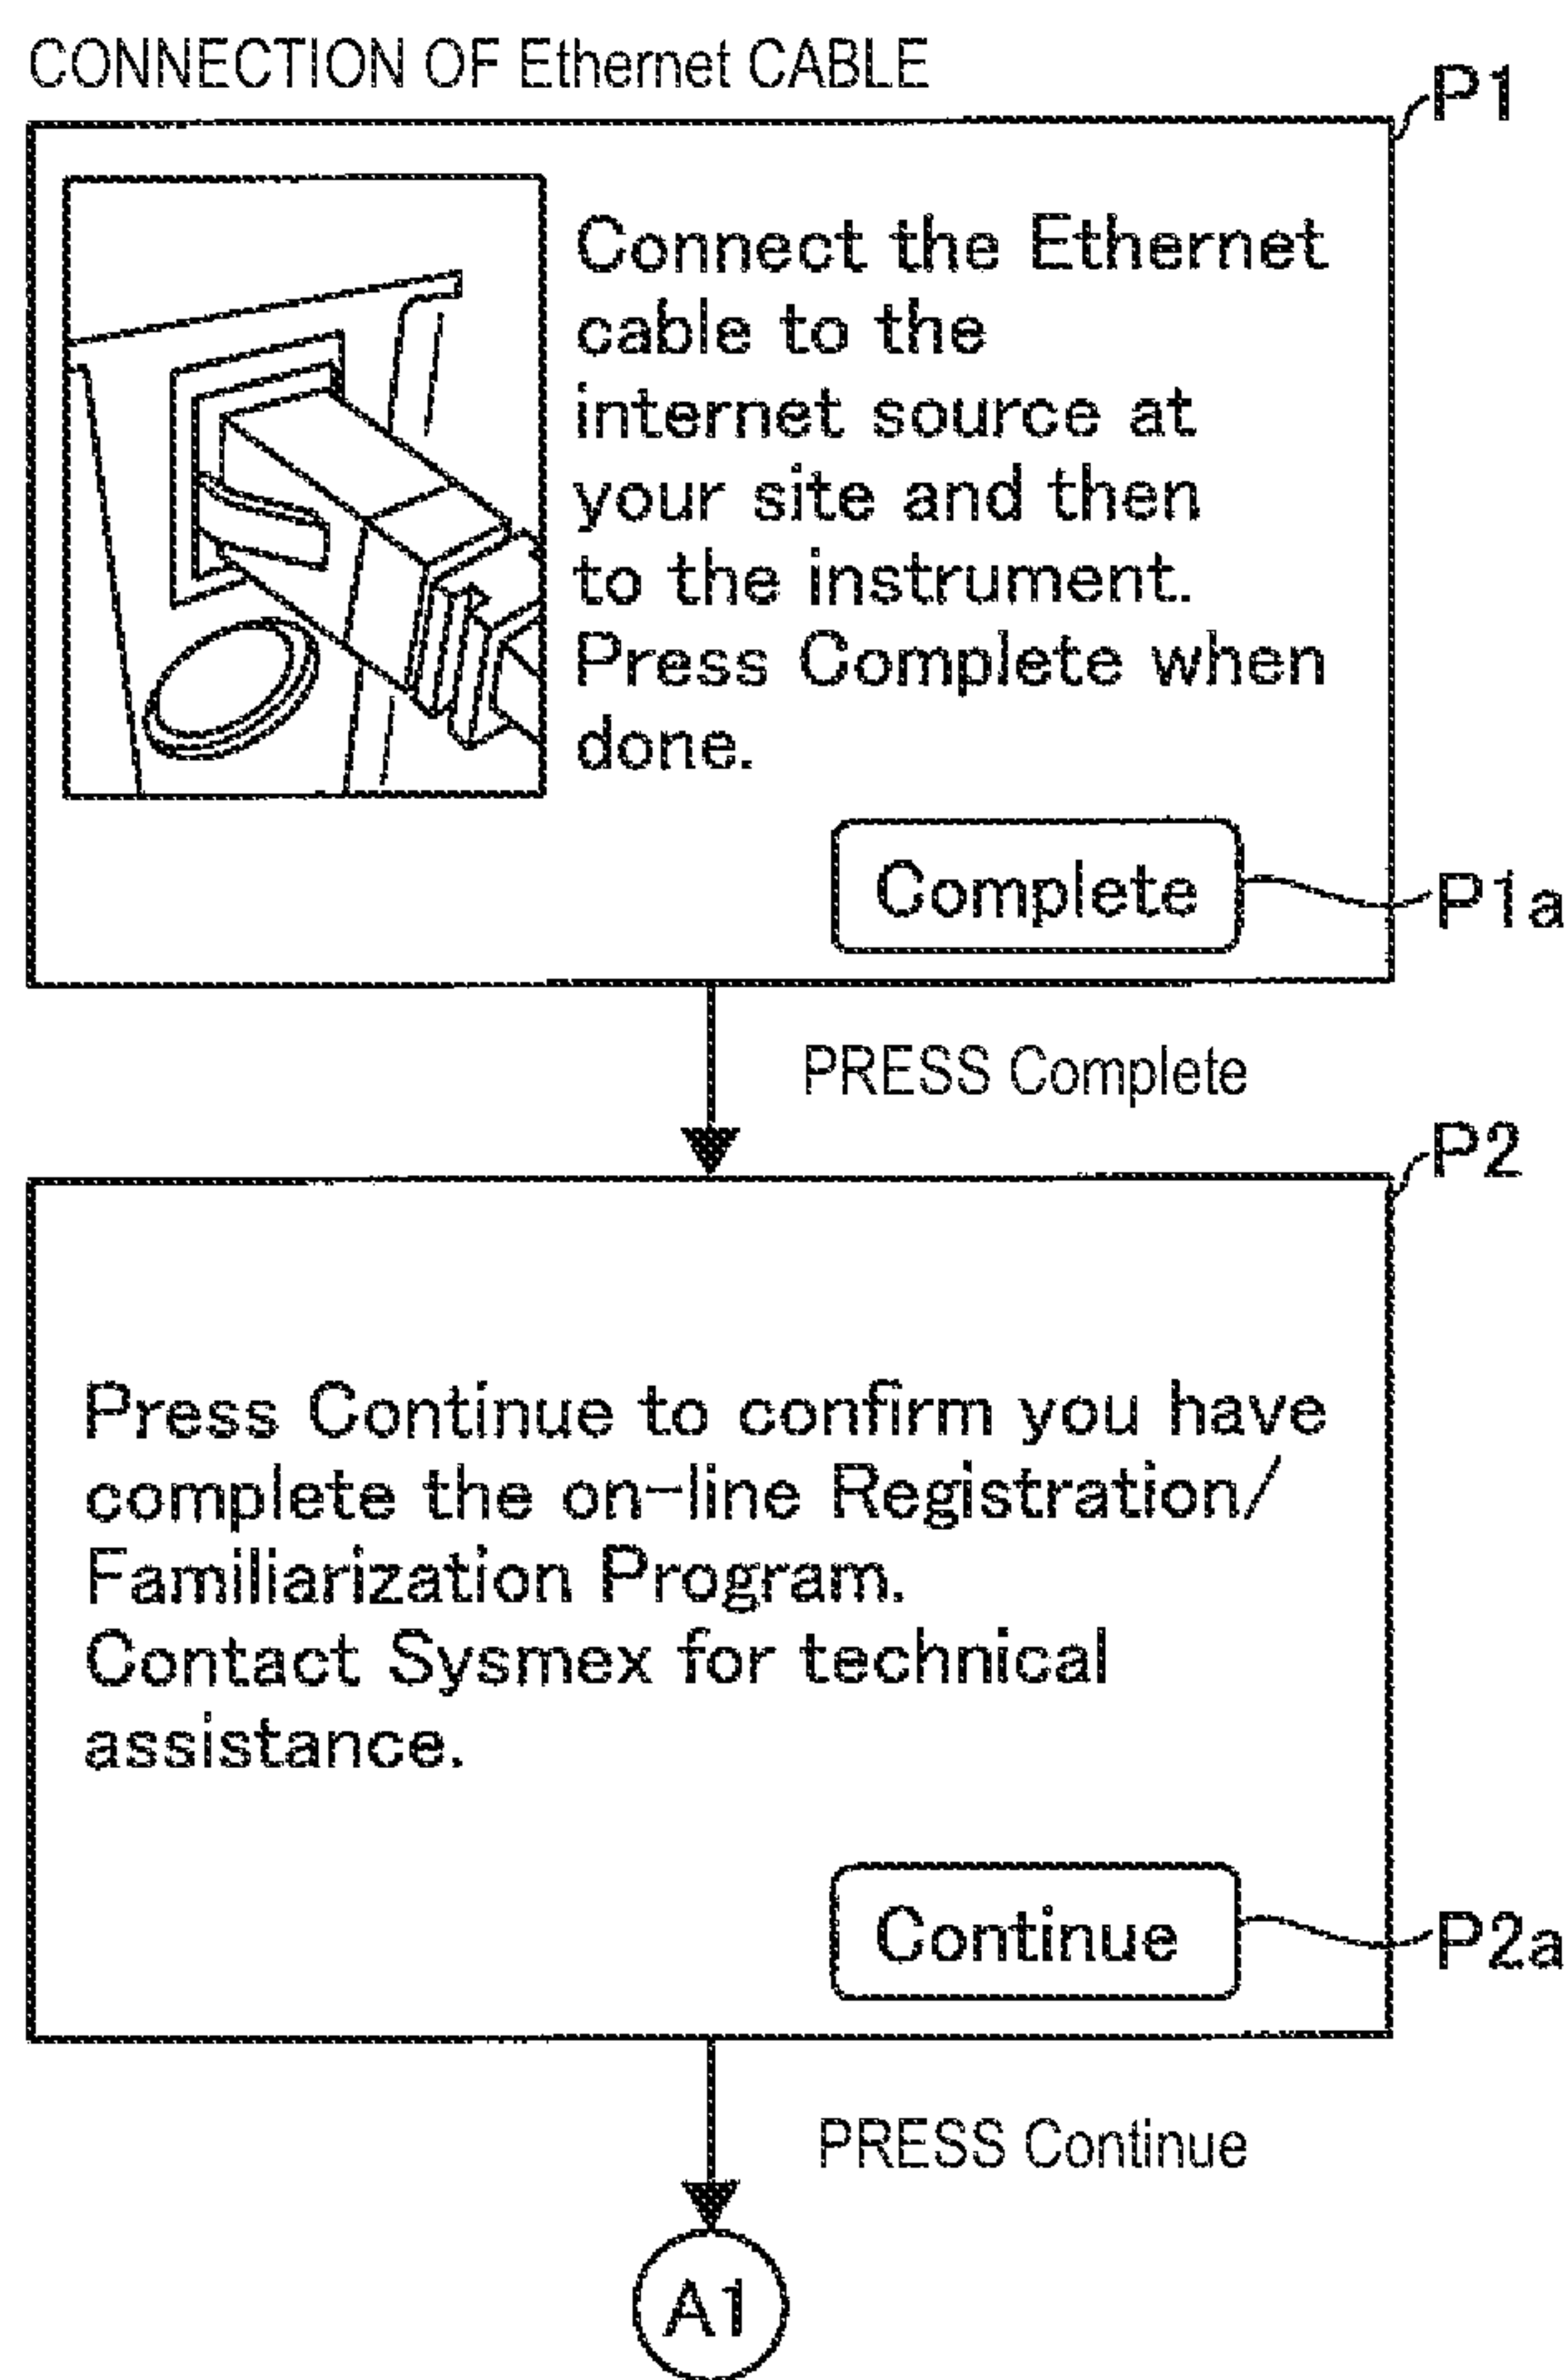 CONNECTION OF Ethernet CABLE
P1
Connect the Ethernet
cable to the
internet source at
your site and then
to the instrument.
Press Complete when
done.
Complete
P1a
PRESS Complete
P2
Press Continue to confirm you have
complete the on-line Registration/
Familiarization Program.
Contact Sysmex for technical
assistance.
Continue
P2a
PRESS Continue
A1